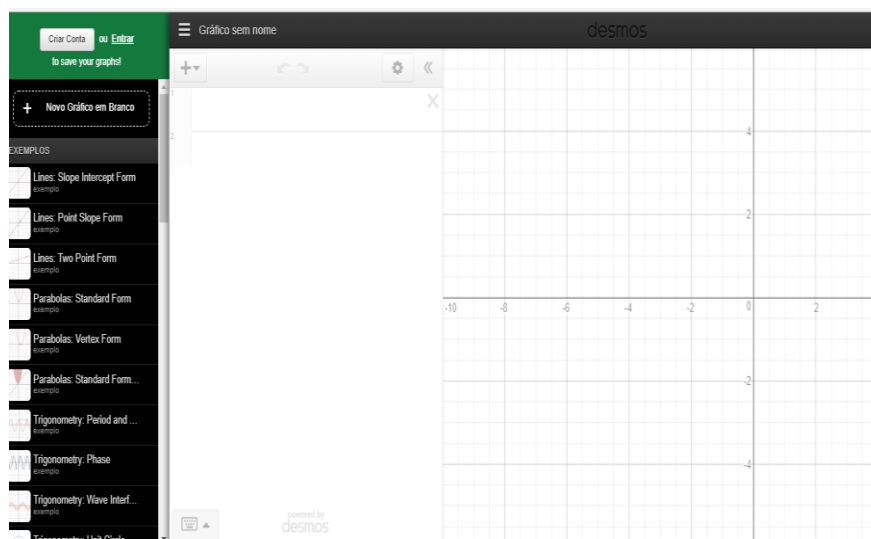 Criar Conta ou Entrar
to save your graphs!
+ Novo Gráfico em Branco
EXEMPLOS
Lines: Slope Intercept Form
exemplo
Lines: Point Slope Form
exemplo
Lines: Two Point Form
exemplo
Parabolas: Standard Form
exemplo
Parabolas: Vertex Form
exemplo
Parabolas: Standard Form...
exemplo
Trigonometry: Period and ...
exemplo
Trigonometry: Phase
exemplo
Trigonometry: Wave Interf...
exemplo
Gráfico sem nome
desmos
1
2
powered by
desmos
4
2
-10 -8 -6 -4 -2 0 2
-2
-4